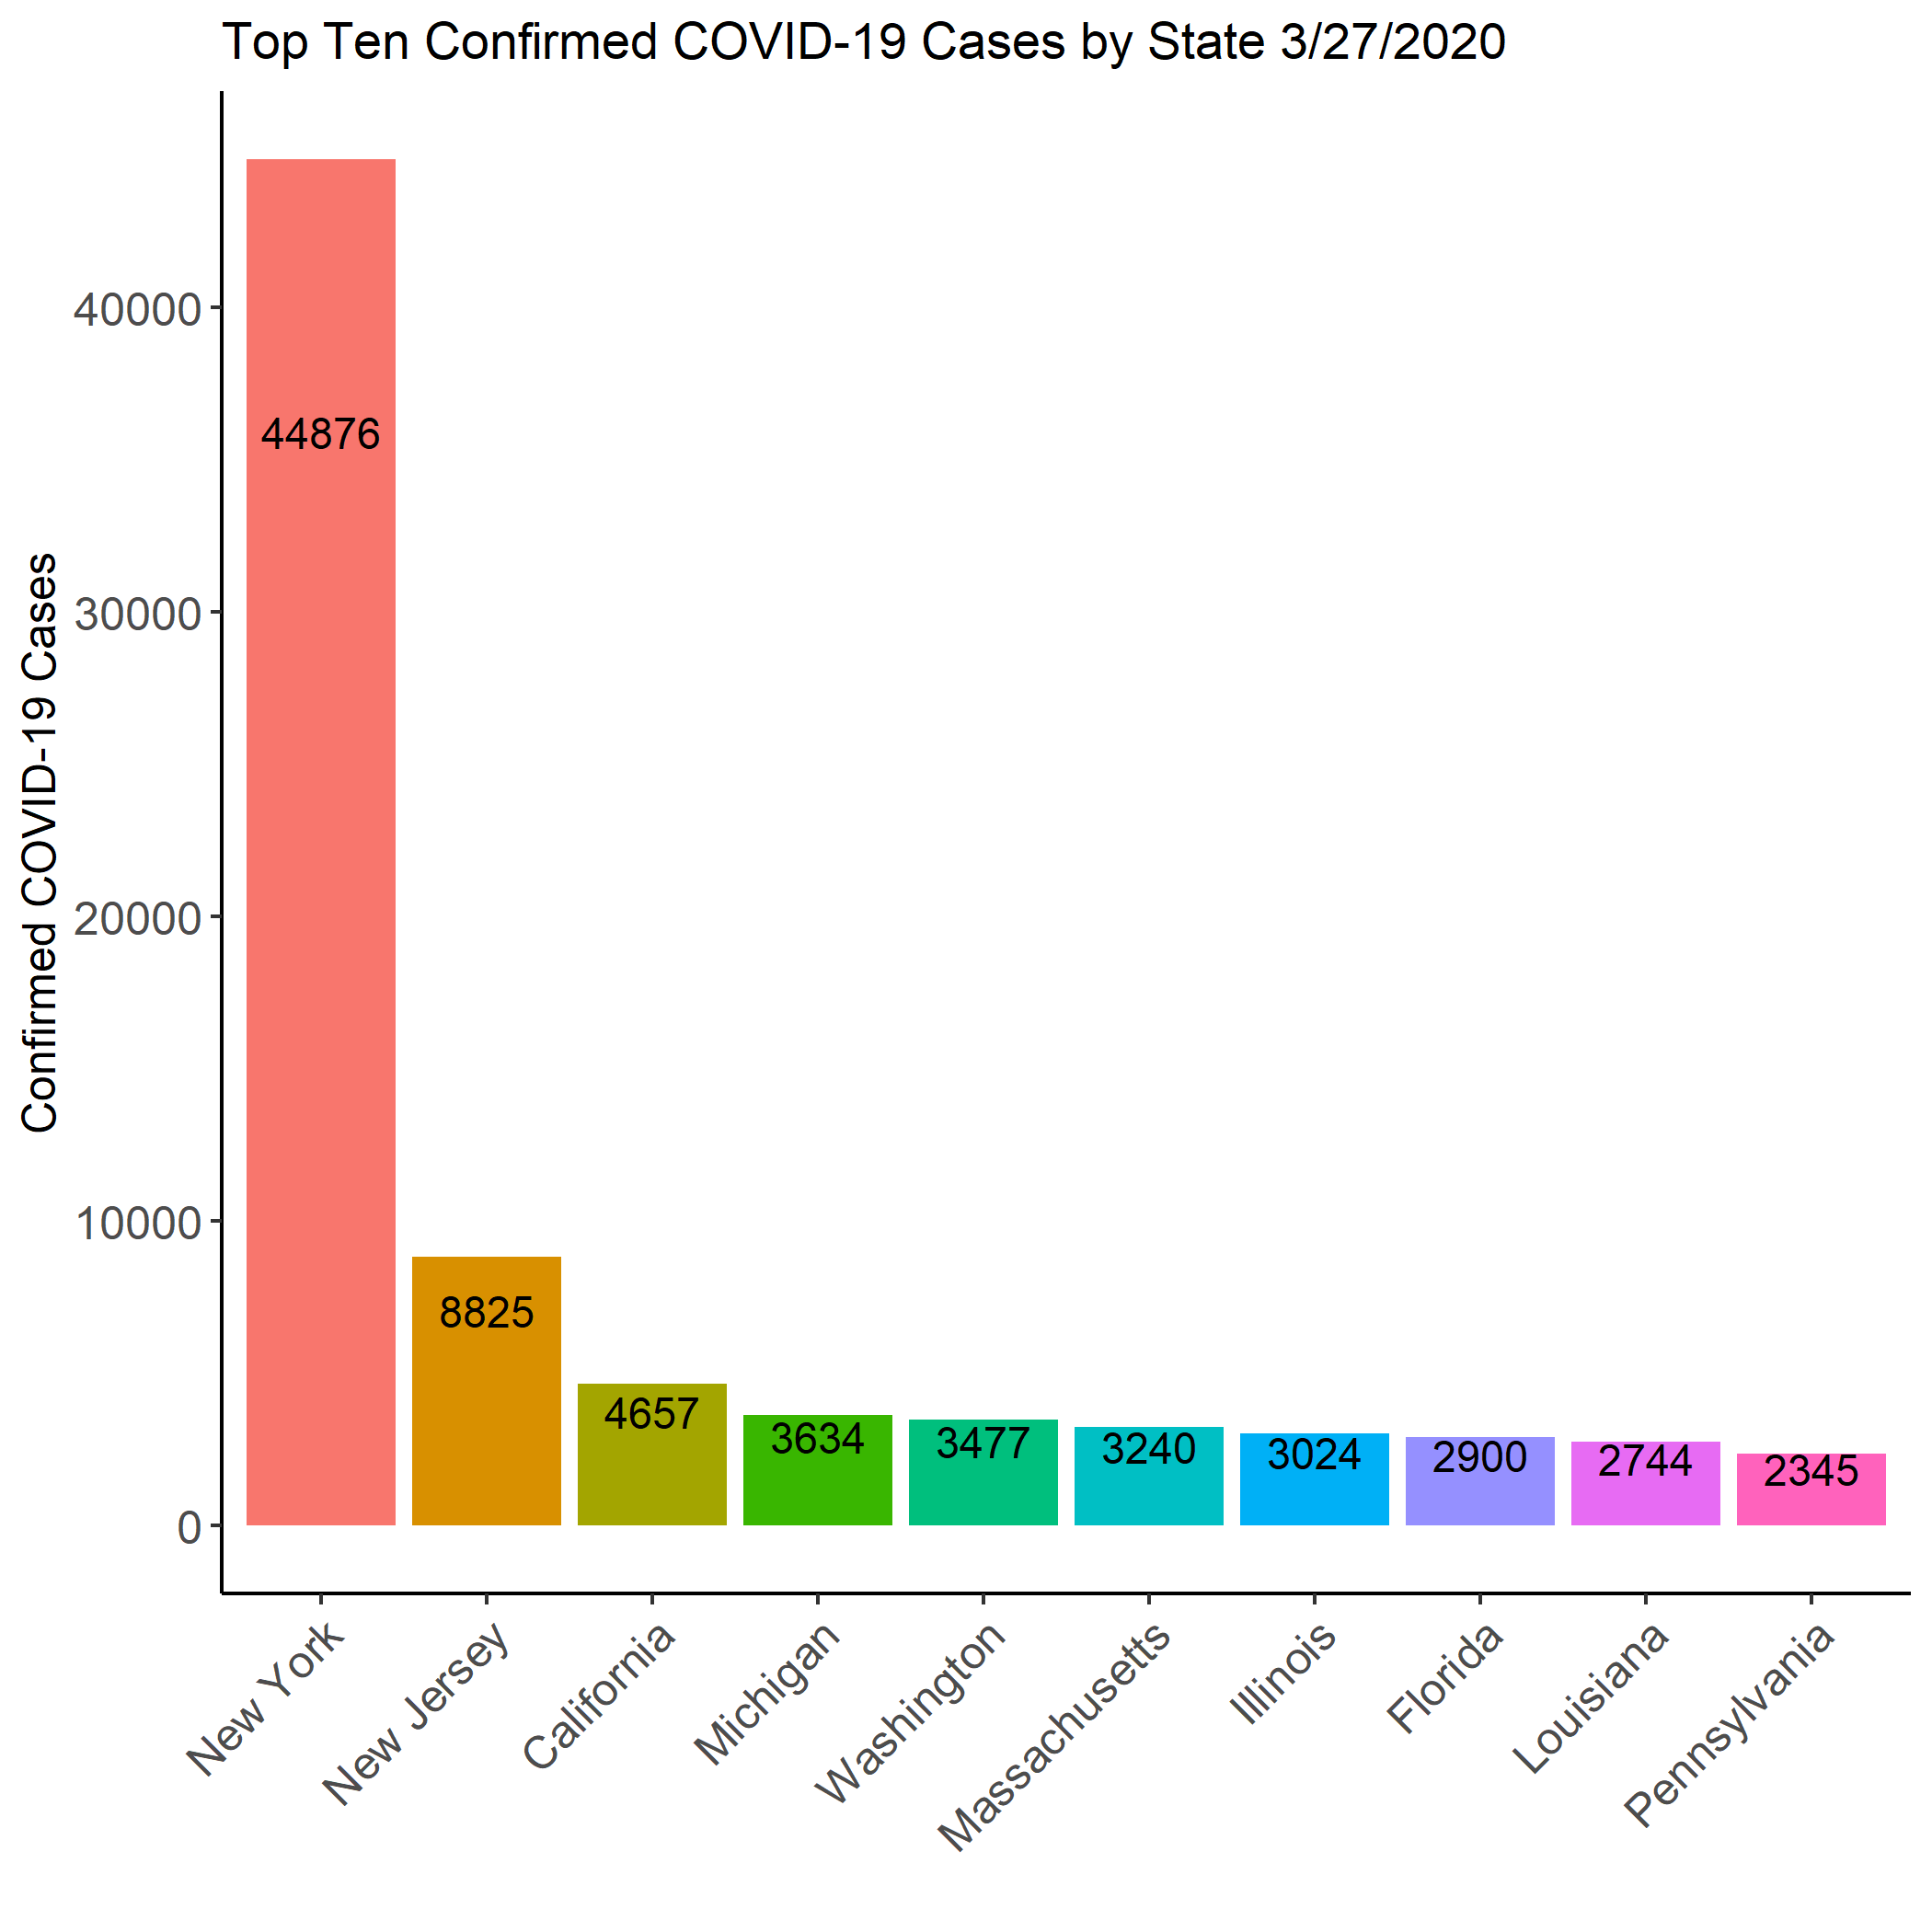 Top Ten Confirmed COVID-19 Cases by State 3/27/2020
Confirmed COVID-19 Cases
40000
30000
20000
10000
0
44876
8825
4657
3634
3477
3240
3024
2900
2744
2345
New York
New Jersey
California
Michigan
Washington
Massachusetts
Illinois
Florida
Louisiana
Pennsylvania